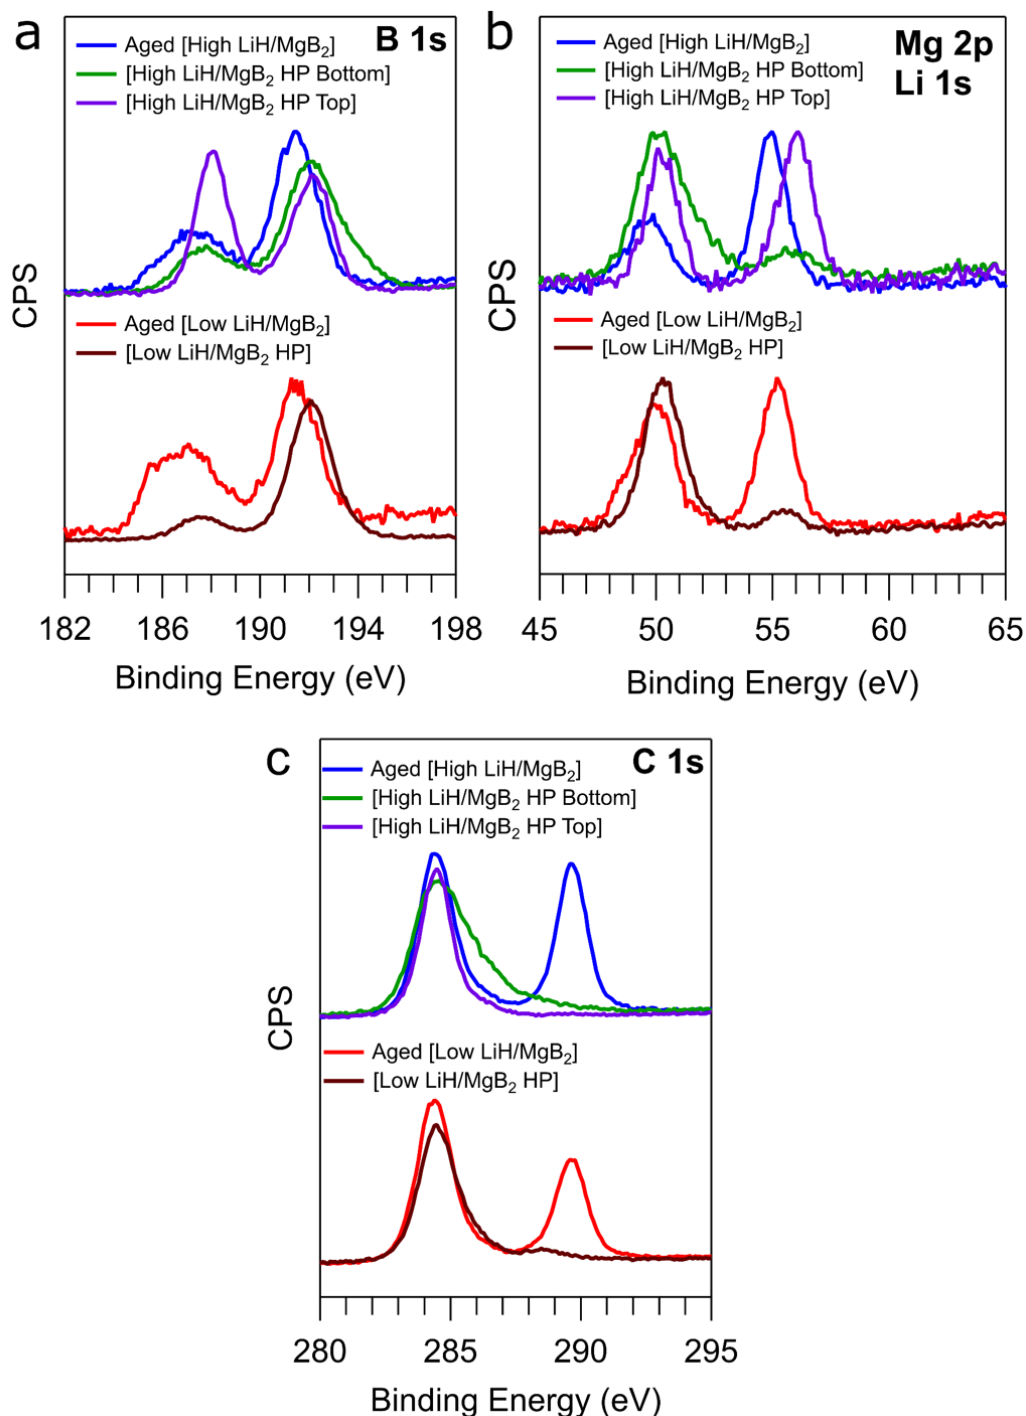 a
B 1s
Aged [High LiH/MgB₂]
[High LiH/MgB₂ HP Bottom]
[High LiH/MgB₂ HP Top]
Aged [Low LiH/MgB₂]
[Low LiH/MgB₂ HP]
CPS
182 186 190 194 198
Binding Energy (eV)
b
Mg 2p
Li 1s
Aged [High LiH/MgB₂]
[High LiH/MgB₂ HP Bottom]
[High LiH/MgB₂ HP Top]
Aged [Low LiH/MgB₂]
[Low LiH/MgB₂ HP]
CPS
45 50 55 60 65
Binding Energy (eV)
c
C 1s
Aged [High LiH/MgB₂]
[High LiH/MgB₂ HP Bottom]
[High LiH/MgB₂ HP Top]
Aged [Low LiH/MgB₂]
[Low LiH/MgB₂ HP]
CPS
280 285 290 295
Binding Energy (eV)